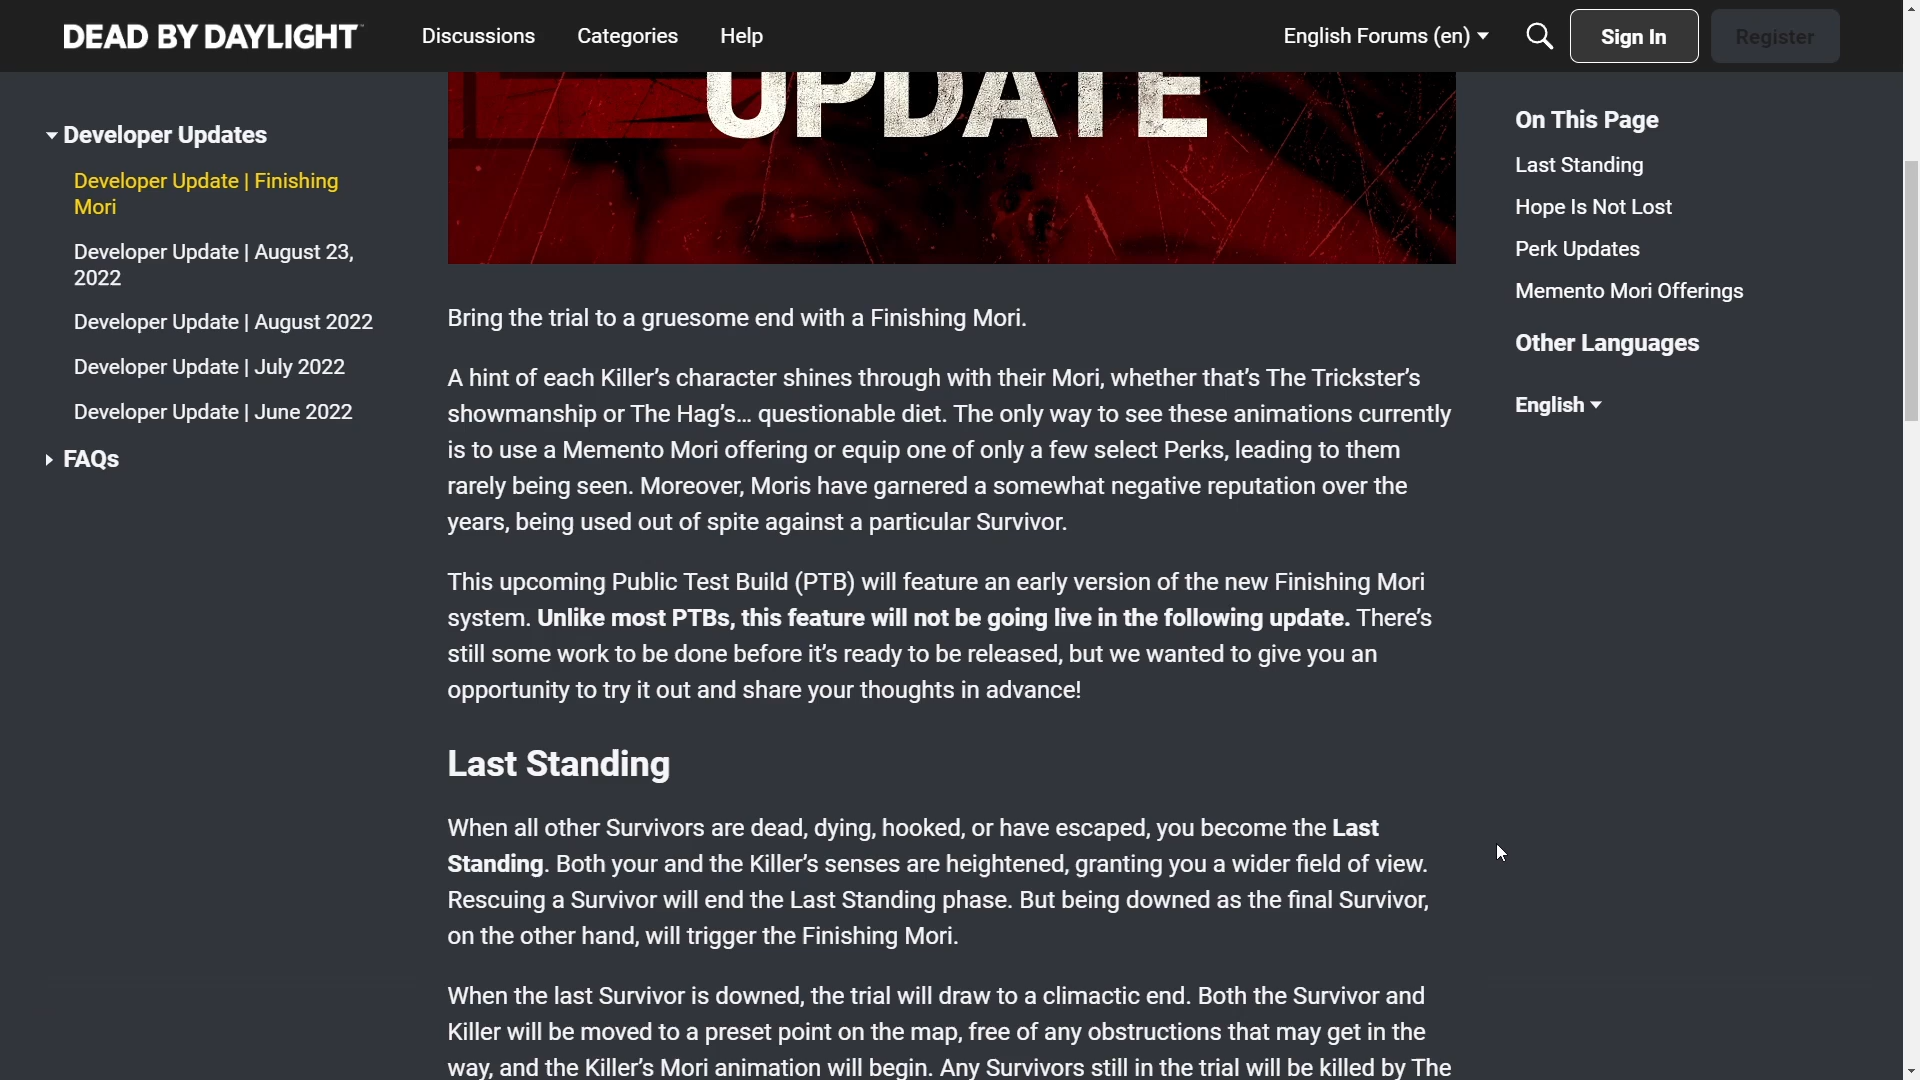 DEAD BY DAYLIGHT
Discussions
Categories
Help
English Forums (en)
Sign In
Register
UPDATE
Developer Updates
Developer Update | Finishing
Mori
Developer Update | August 23,
2022
Developer Update | August 2022
Developer Update | July 2022
Developer Update | June 2022
FAQs
Bring the trial to a gruesome end with a Finishing Mori.
A hint of each Killer’s character shines through with their Mori, whether that’s The Trickster’s
showmanship or The Hag’s… questionable diet. The only way to see these animations currently
is to use a Memento Mori offering or equip one of only a few select Perks, leading to them
rarely being seen. Moreover, Moris have garnered a somewhat negative reputation over the
years, being used out of spite against a particular Survivor.
This upcoming Public Test Build (PTB) will feature an early version of the new Finishing Mori
system. Unlike most PTBs, this feature will not be going live in the following update. There’s
still some work to be done before it’s ready to be released, but we wanted to give you an
opportunity to try it out and share your thoughts in advance!
Last Standing
When all other Survivors are dead, dying, hooked, or have escaped, you become the Last
Standing. Both your and the Killer’s senses are heightened, granting you a wider field of view.
Rescuing a Survivor will end the Last Standing phase. But being downed as the final Survivor,
on the other hand, will trigger the Finishing Mori.
When the last Survivor is downed, the trial will draw to a climactic end. Both the Survivor and
Killer will be moved to a preset point on the map, free of any obstructions that may get in the
way, and the Killer’s Mori animation will begin. Any Survivors still in the trial will be killed by The
On This Page
Last Standing
Hope Is Not Lost
Perk Updates
Memento Mori Offerings
Other Languages
English